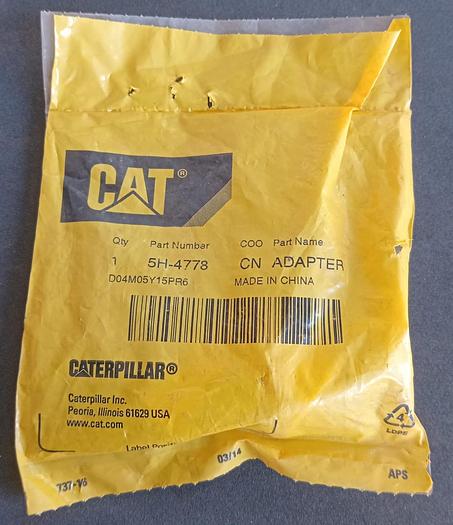 CAT®
Qty Part Number COO Part Name
1 5H-4778 CN ADAPTER
D04M05Y15PR6 MADE IN CHINA
CATERPILLAR®
Caterpillar Inc.
Peoria, Illinois 61629 USA
www.cat.com
4
LDPE
Label
03/14
APS